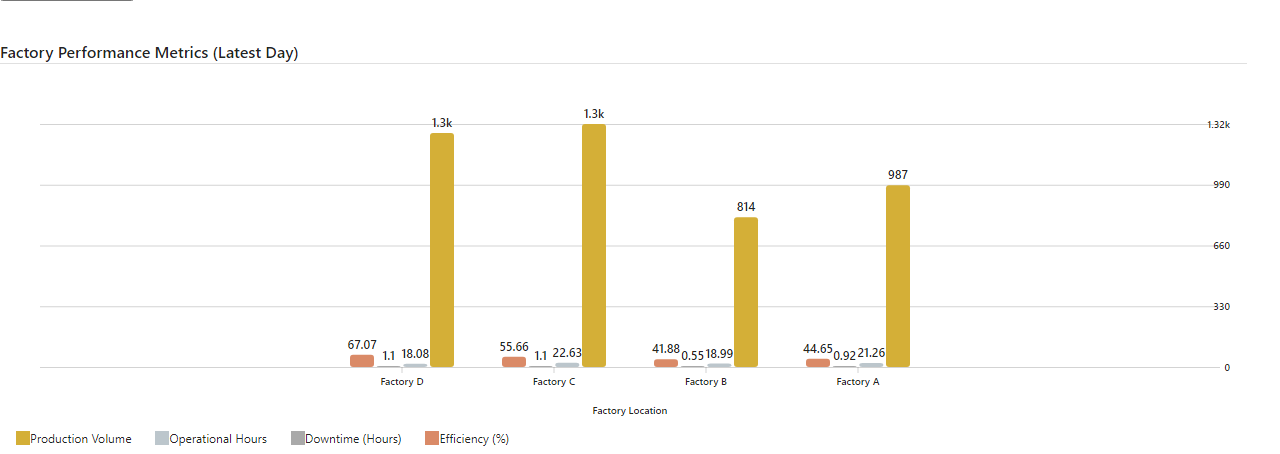 Factory Performance Metrics (Latest Day)
1.3k
1.3k
1.32k
987
990
814
660
330
67.07 1.1 18.08
55.66 1.1 22.63
41.88 0.55 18.99
44.65 0.92 21.26
0
Factory D Factory C Factory B Factory A
Factory Location
Production Volume Operational Hours Downtime (Hours) Efficiency (%)